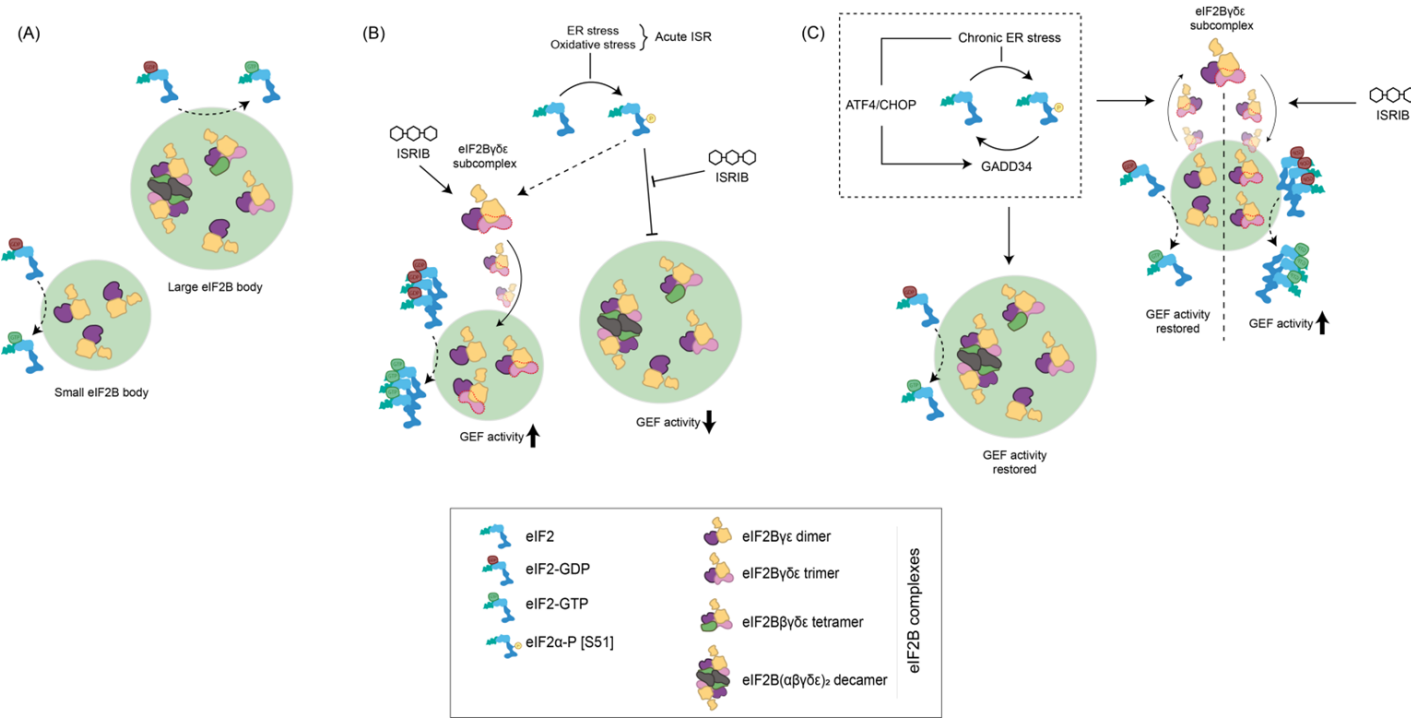 (A)
Large eIF2B body
Small eIF2B body
(B)
ER stress
Oxidative stress
Acute ISR
P
ISRIB
eIF2Bγδε
subcomplex
ISRIB
GEF activity
GEF activity
(C)
Chronic ER stress
ATF4/CHOP
P
GADD34
eIF2Bγδε
subcomplex
ISRIB
GEF activity
restored
GEF activity
GEF activity
restored
eIF2
eIF2-GDP
eIF2-GTP
eIF2α-P [S51]
eIF2Bγε dimer
eIF2Bγδε trimer
eIF2Bβγδε tetramer
eIF2B(αβγδε)₂ decamer
eIF2B complexes